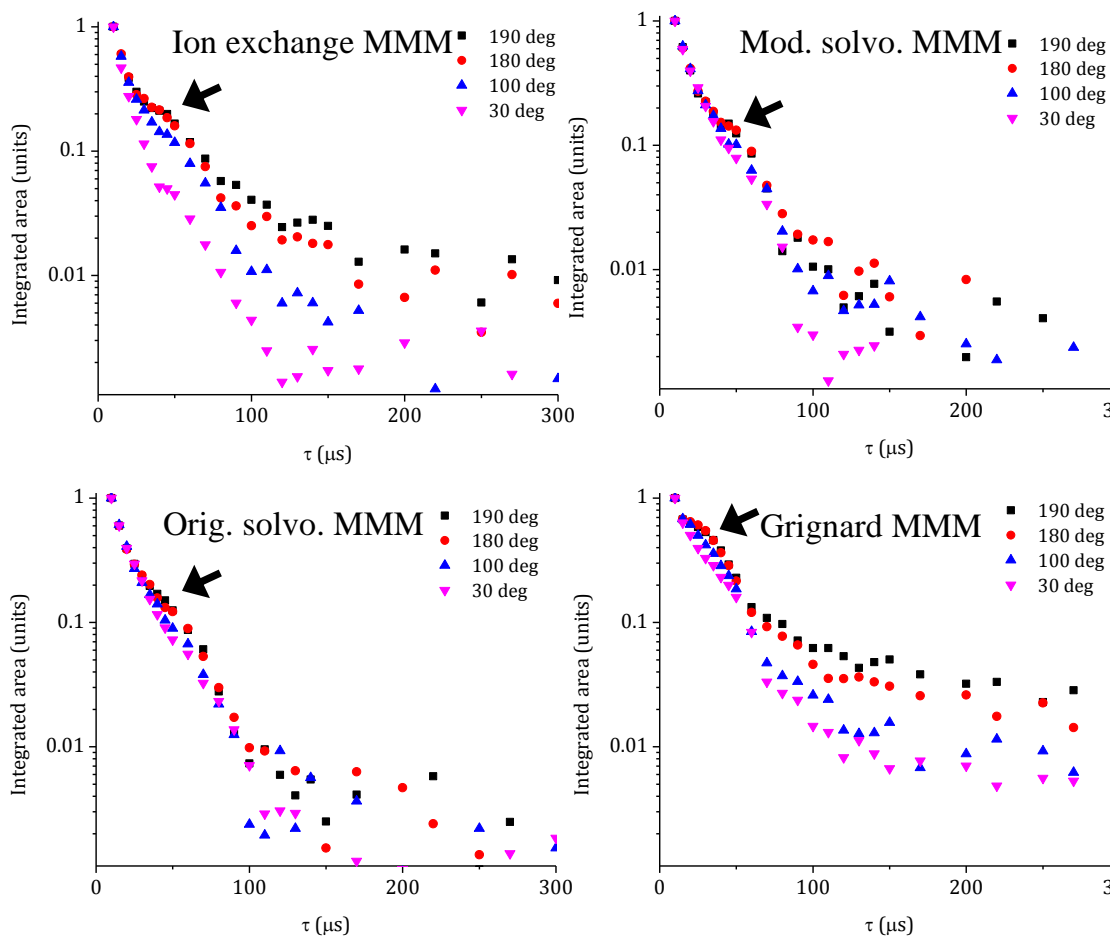 Ion exchange MMM
190 deg
180 deg
100 deg
30 deg
1
0.1
0.01
0
100
200
300
Integrated area (units)
τ (μs)
Mod. solvo. MMM
190 deg
180 deg
100 deg
30 deg
1
0.1
0.01
0
100
200
3
Integrated area (units)
τ (μs)
Orig. solvo. MMM
190 deg
180 deg
100 deg
30 deg
1
0.1
0.01
0
100
200
300
Integrated area (units)
τ (μs)
Grignard MMM
190 deg
180 deg
100 deg
30 deg
1
0.1
0.01
0
100
200
3
Integrated area (units)
τ (μs)